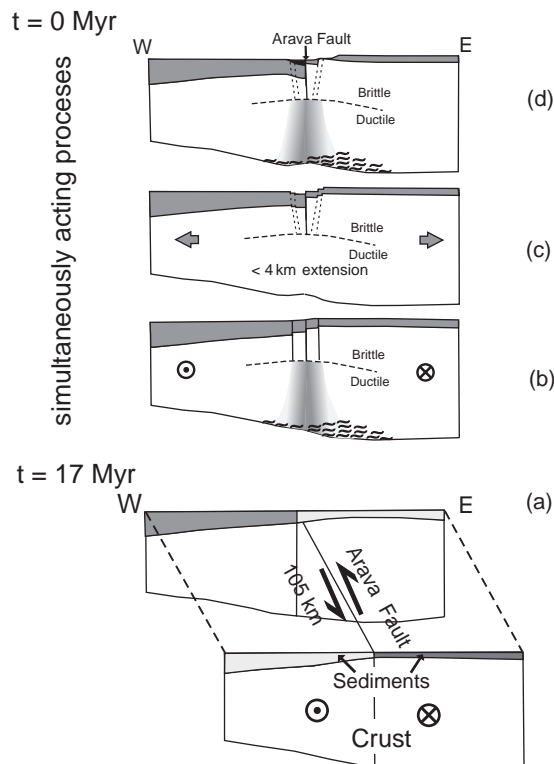 t = 0 Myr
W
Arava Fault
E
Brittle
Ductile
(d)
simultaneously acting proceses
Brittle
Ductile
< 4 km extension
(c)
Brittle
Ductile
(b)
t = 17 Myr
W
E
(a)
105 km
Arava Fault
Sediments
Crust